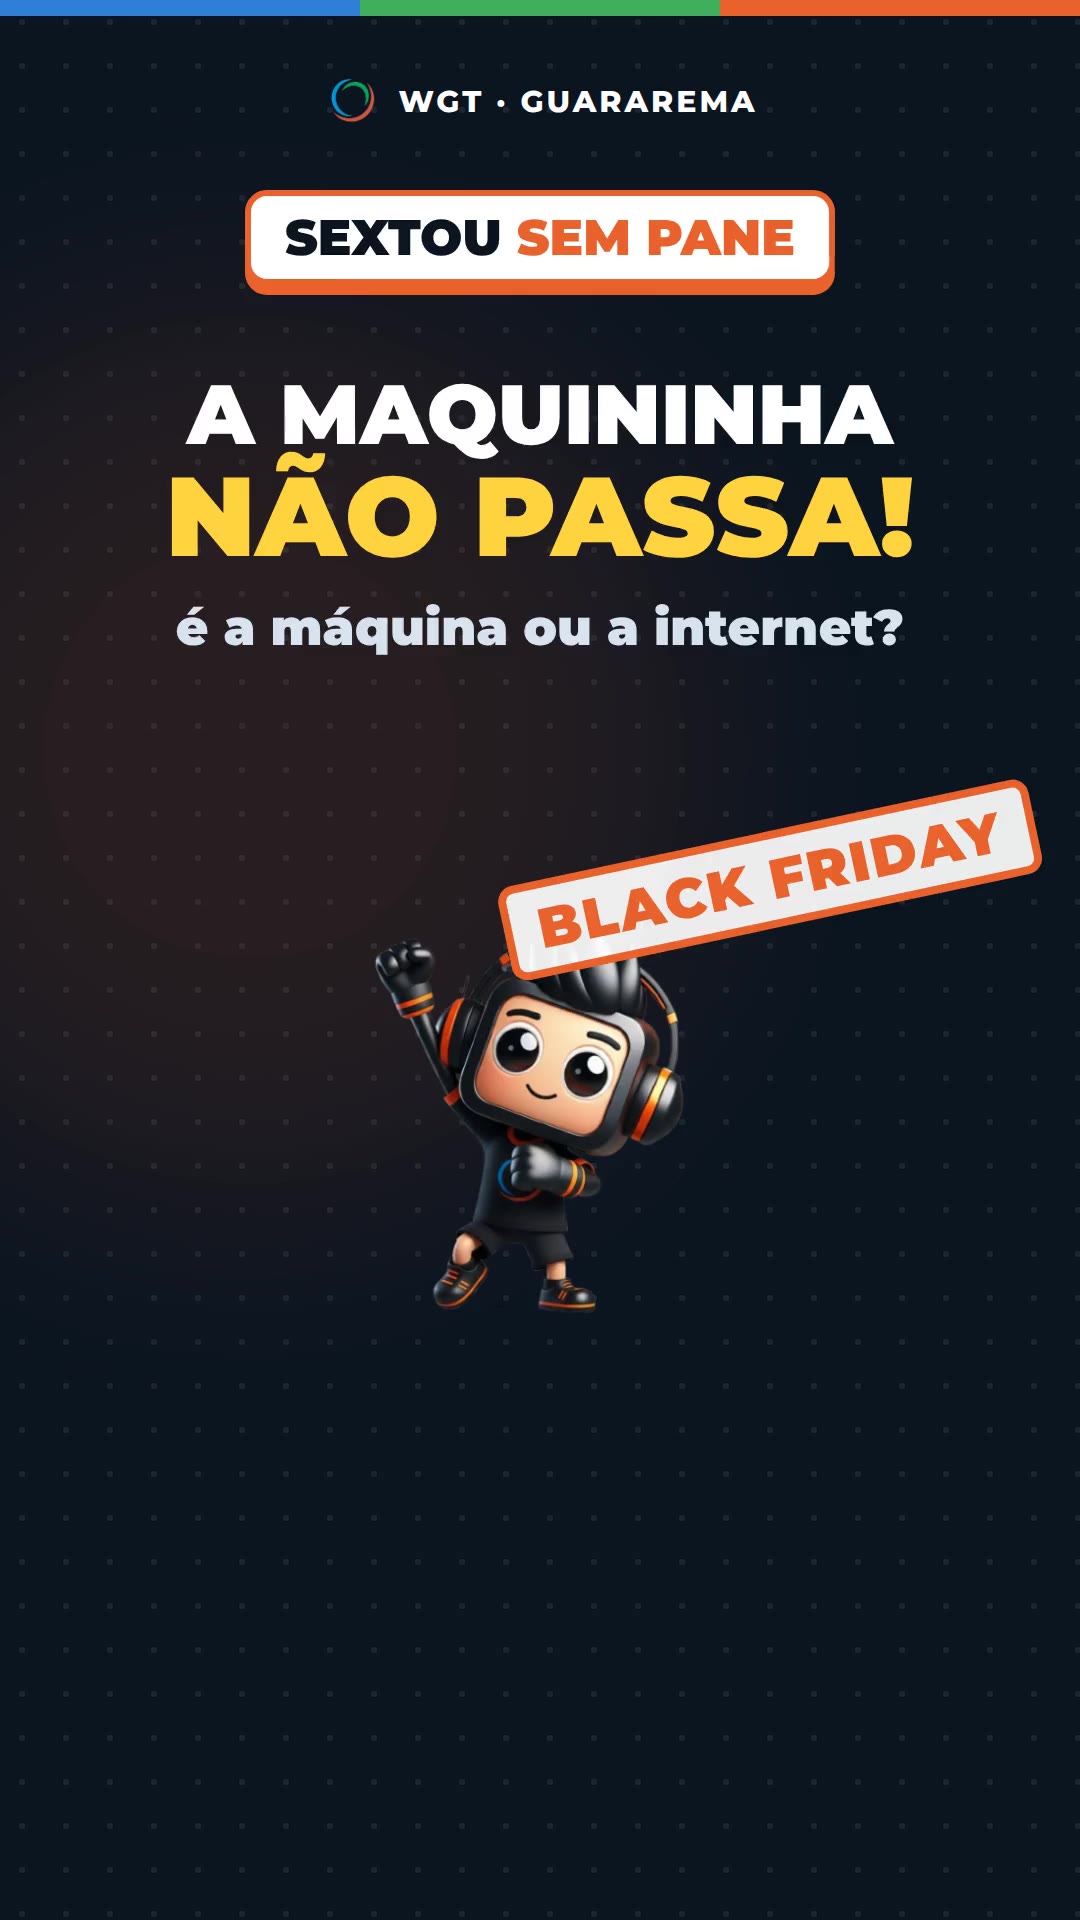 WGT · GUARAREMA
SEXTOU SEM PANE
A MAQUININHA
NÃO PASSA!
é a máquina ou a internet?
BLACK FRIDAY